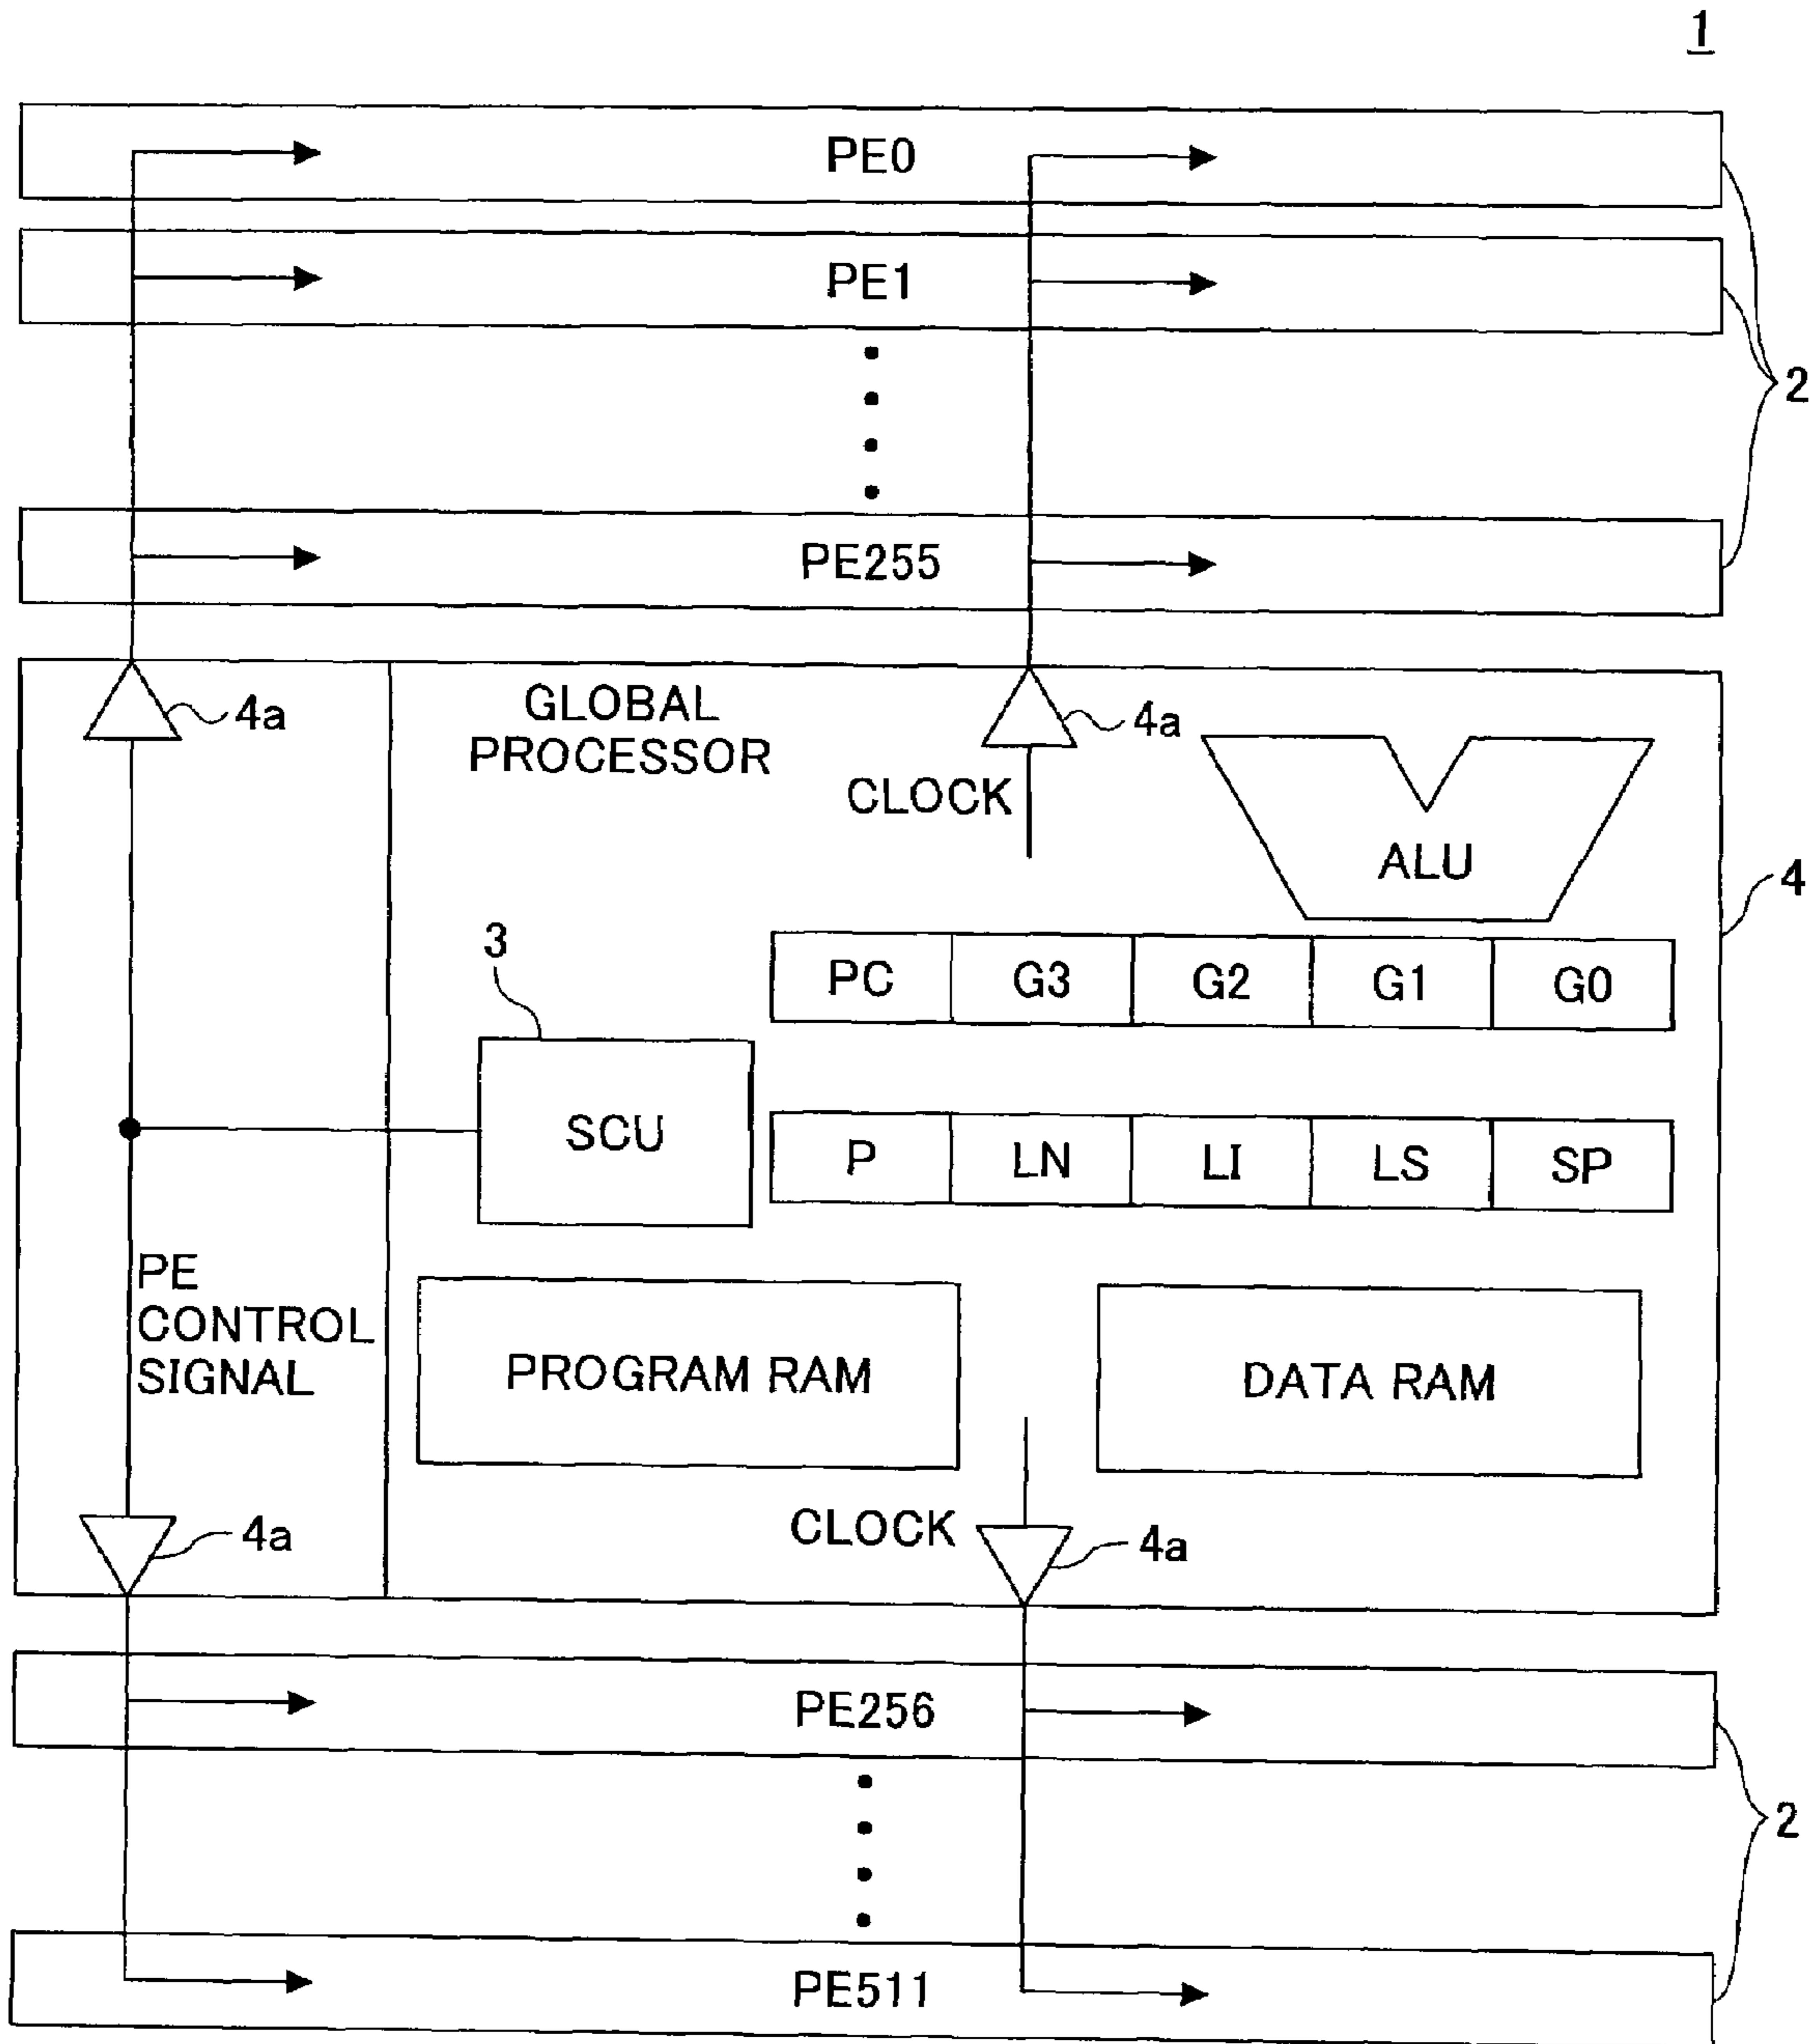 1
PE0
PE1
2
PE255
4a
GLOBAL
PROCESSOR
4a
CLOCK
ALU
4
3
PC G3 G2 G1 G0
SCU
P LN LI LS SP
PE
CONTROL
SIGNAL
PROGRAM RAM
DATA RAM
4a
CLOCK
4a
PE256
2
PE511